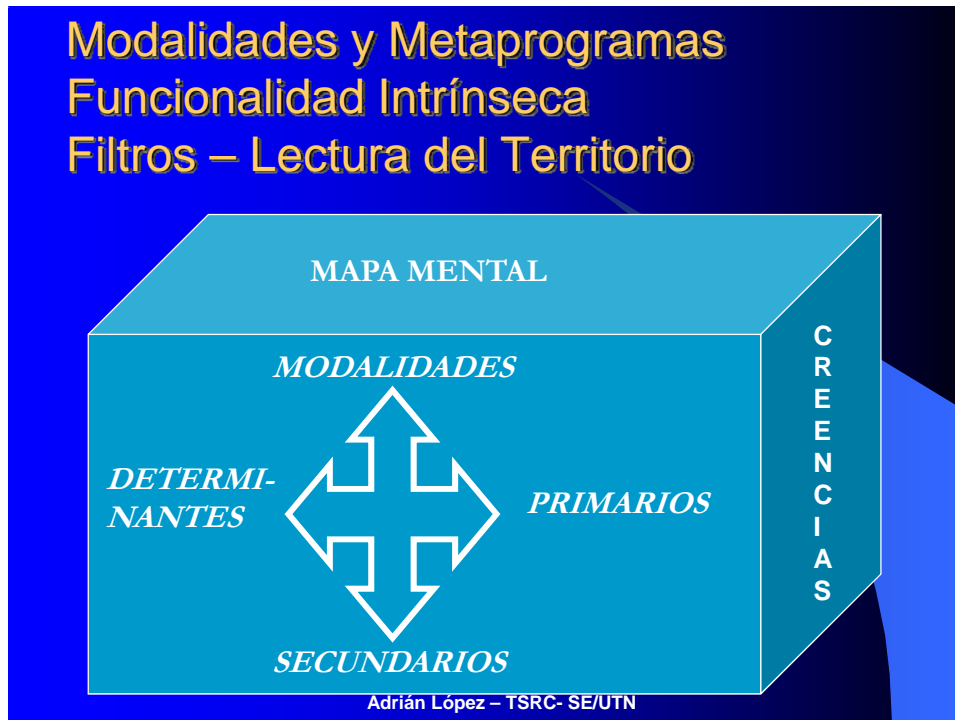 Modalidades y Metaprogramas
Funcionalidad Intrínseca
Filtros – Lectura del Territorio
MAPA MENTAL
MODALIDADES
DETERMI-
NANTES
PRIMARIOS
SECUNDARIOS
C
R
E
E
N
C
I
A
S
Adrián López – TSRC- SE/UTN